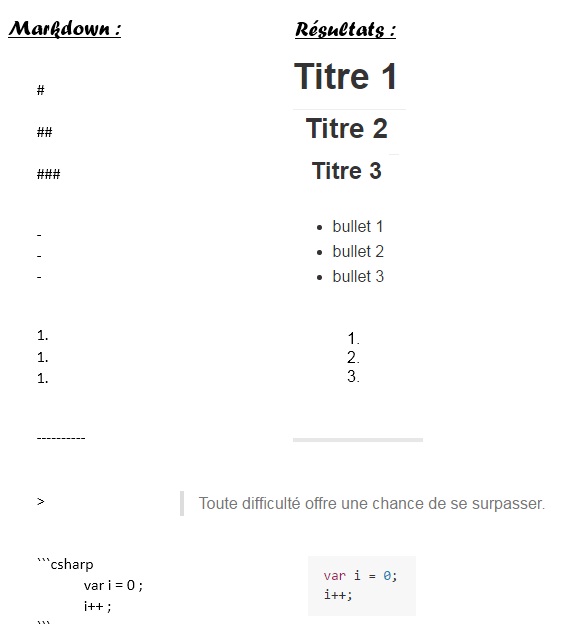 Markdown : Résultats :
# Titre 1
## Titre 2
### Titre 3
- bullet 1
- bullet 2
- bullet 3
1. 1.
1. 2.
1. 3.
----------
> Toute difficulté offre une chance de se surpasser.
```csharp
var i = 0 ; var i = 0;
i++ ; i++;
```